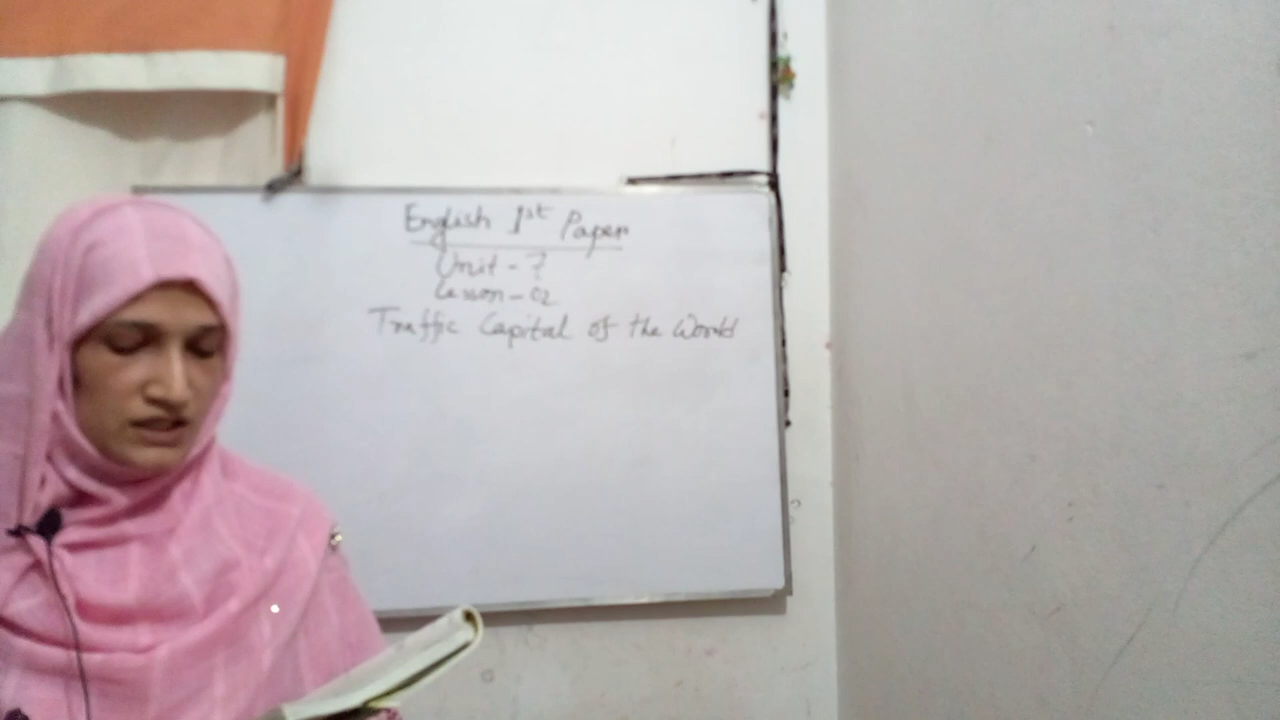 English 1st Paper
Unit - 7
Lesson - 02
Traffic Capital of the World